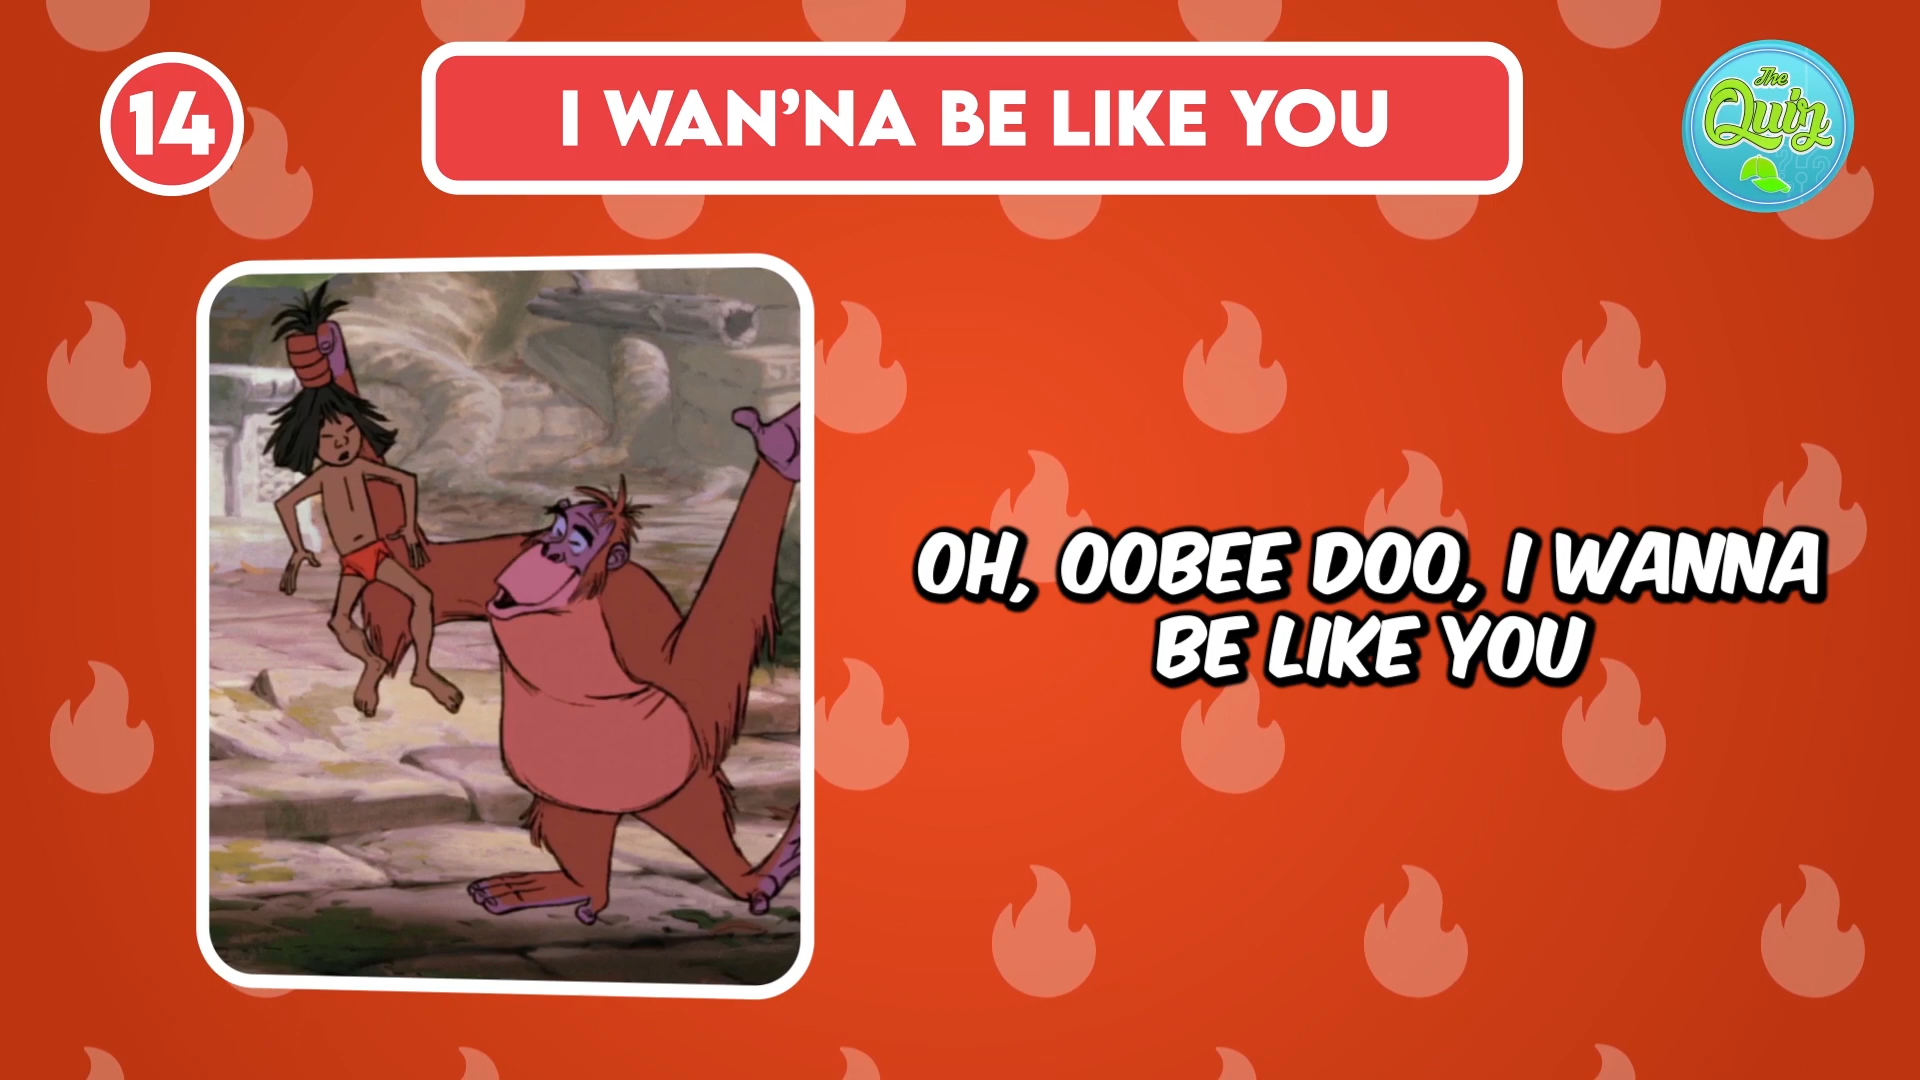 14
I WAN’NA BE LIKE YOU
The
Quiz
OH, OOBEE DOO, I WANNA
BE LIKE YOU